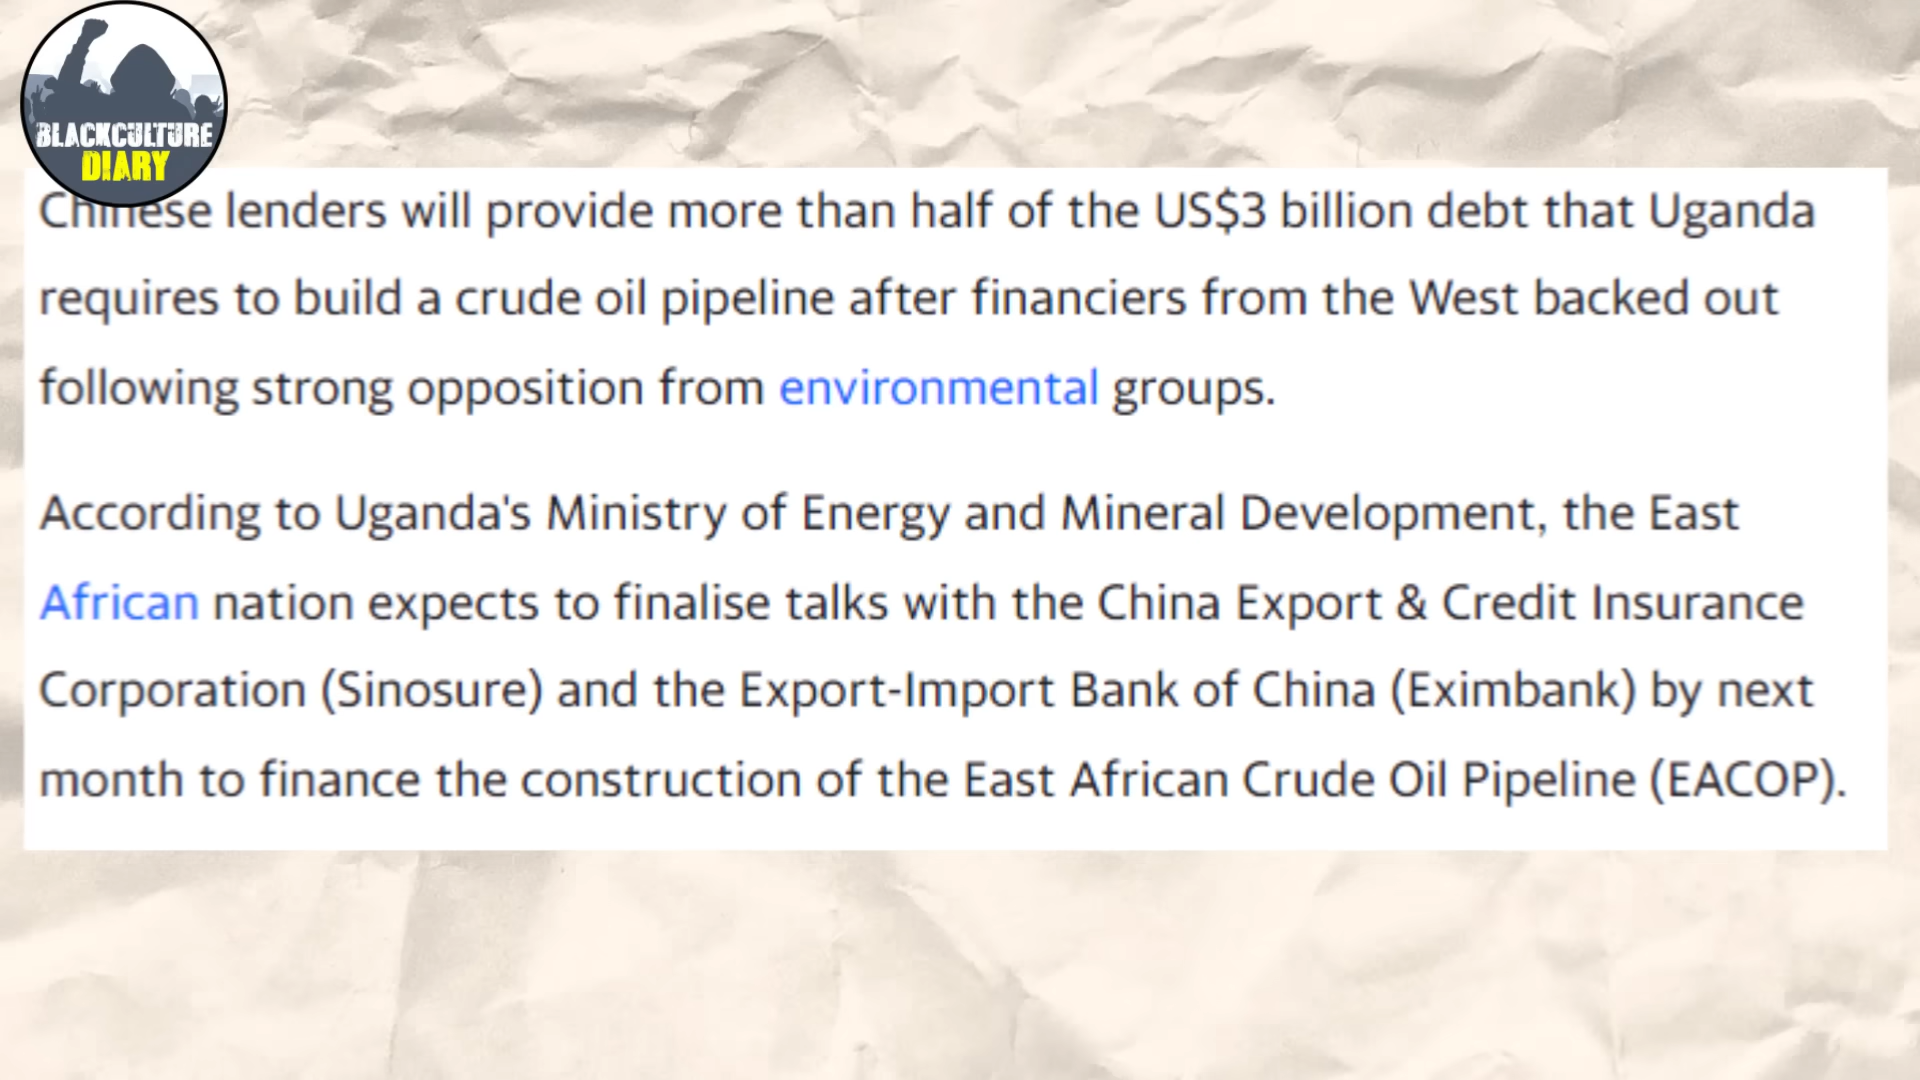 BLACKCULTURE
DIARY
Chinese lenders will provide more than half of the US$3 billion debt that Uganda
requires to build a crude oil pipeline after financiers from the West backed out
following strong opposition from environmental groups.
According to Uganda's Ministry of Energy and Mineral Development, the East
African nation expects to finalise talks with the China Export & Credit Insurance
Corporation (Sinosure) and the Export-Import Bank of China (Eximbank) by next
month to finance the construction of the East African Crude Oil Pipeline (EACOP).